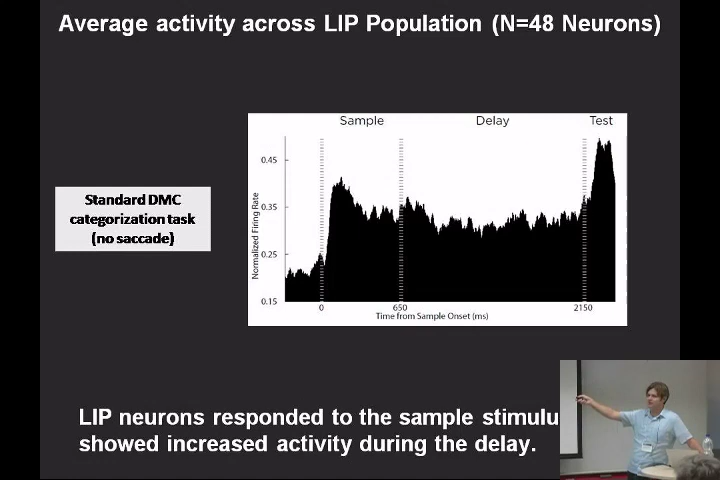 Average activity across LIP Population (N=48 Neurons)
Sample Delay Test
Standard DMC
categorization task
(no saccade)
Normalized Firing Rate
0.45
0.35
0.25
0.15
0 650 2150
Time from Sample Onset (ms)
LIP neurons responded to the sample stimulu
showed increased activity during the delay.